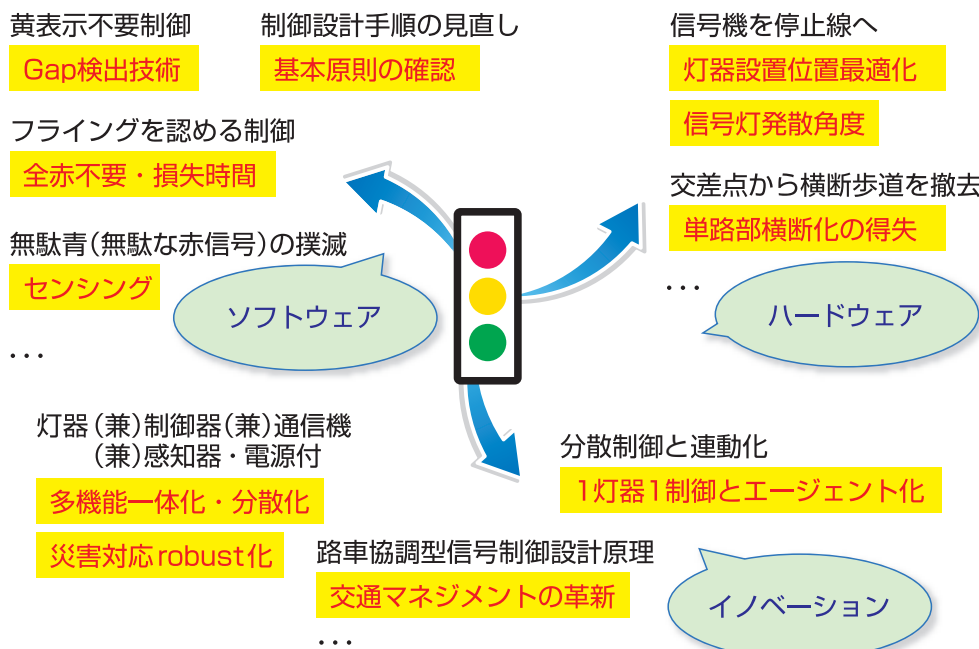 黄表示不要制御
Gap検出技術
制御設計手順の見直し
基本原則の確認
フライングを認める制御
全赤不要・損失時間
無駄青(無駄な赤信号)の撲滅
センシング
...
ソフトウェア
信号機を停止線へ
灯器設置位置最適化
信号灯発散角度
交差点から横断歩道を撤去
単路部横断化の得失
...
ハードウェア
灯器(兼)制御器(兼)通信機
(兼)感知器・電源付
多機能一体化・分散化
災害対応robust化
分散制御と連動化
1灯器1制御とエージェント化
路車協調型信号制御設計原理
交通マネジメントの革新
...
イノベーション